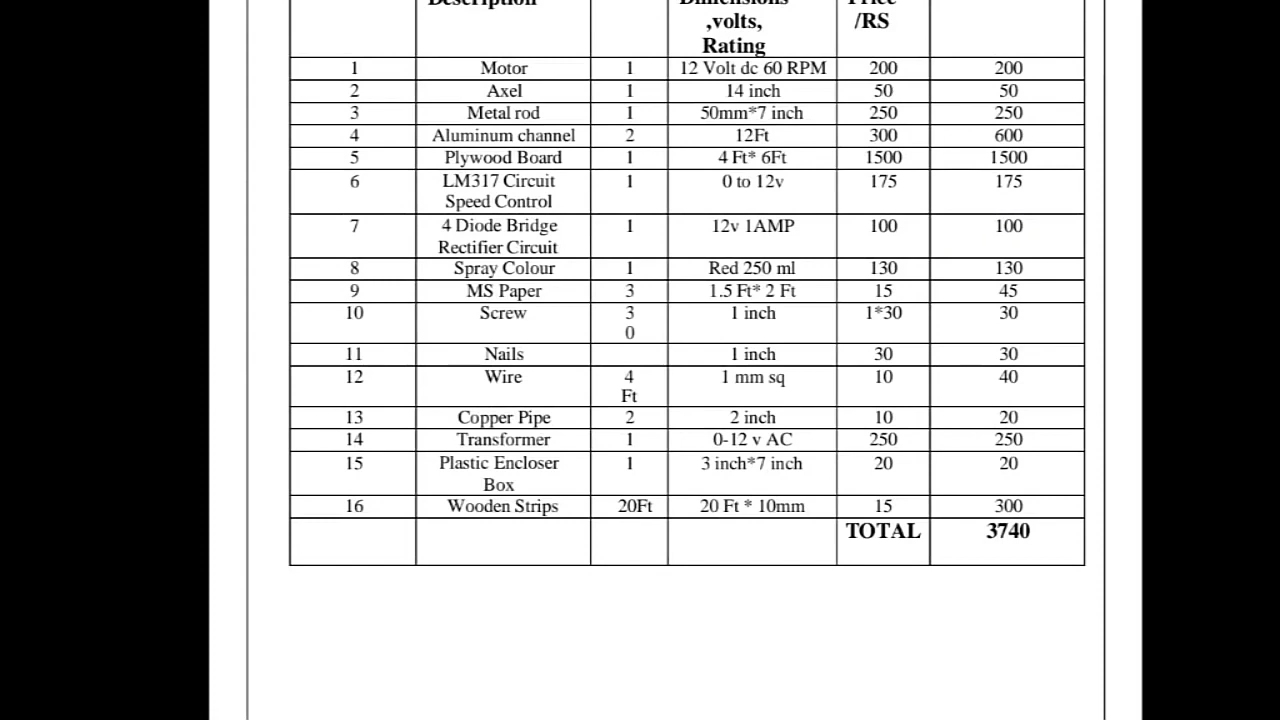 Description Dimensions Price
,volts, /RS
Rating
1 Motor 1 12 Volt dc 60 RPM 200 200
2 Axel 1 14 inch 50 50
3 Metal rod 1 50mm*7 inch 250 250
4 Aluminum channel 2 12Ft 300 600
5 Plywood Board 1 4 Ft* 6Ft 1500 1500
6 LM317 Circuit 1 0 to 12v 175 175
Speed Control
7 4 Diode Bridge 1 12v 1AMP 100 100
Rectifier Circuit
8 Spray Colour 1 Red 250 ml 130 130
9 MS Paper 3 1.5 Ft* 2 Ft 15 45
10 Screw 3 1 inch 1*30 30
0
11 Nails 1 inch 30 30
12 Wire 4 1 mm sq 10 40
Ft
13 Copper Pipe 2 2 inch 10 20
14 Transformer 1 0-12 v AC 250 250
15 Plastic Encloser 1 3 inch*7 inch 20 20
Box
16 Wooden Strips 20Ft 20 Ft * 10mm 15 300
TOTAL 3740